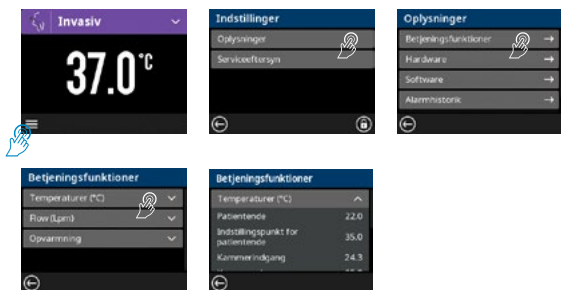 Invasiv
37.0°C
Indstillinger
Oplysninger
Serviceeftersyn
Oplysninger
Betjeningsfunktioner
Hardware
Software
Alarmhistorik
Betjeningsfunktioner
Temperaturer (°C)
Flow (Lpm)
Opvarmning
Betjeningsfunktioner
Temperaturer (°C)
Patientende 22.0
Indstillingspunkt for
patientende 35.0
Kammerindgang 24.3